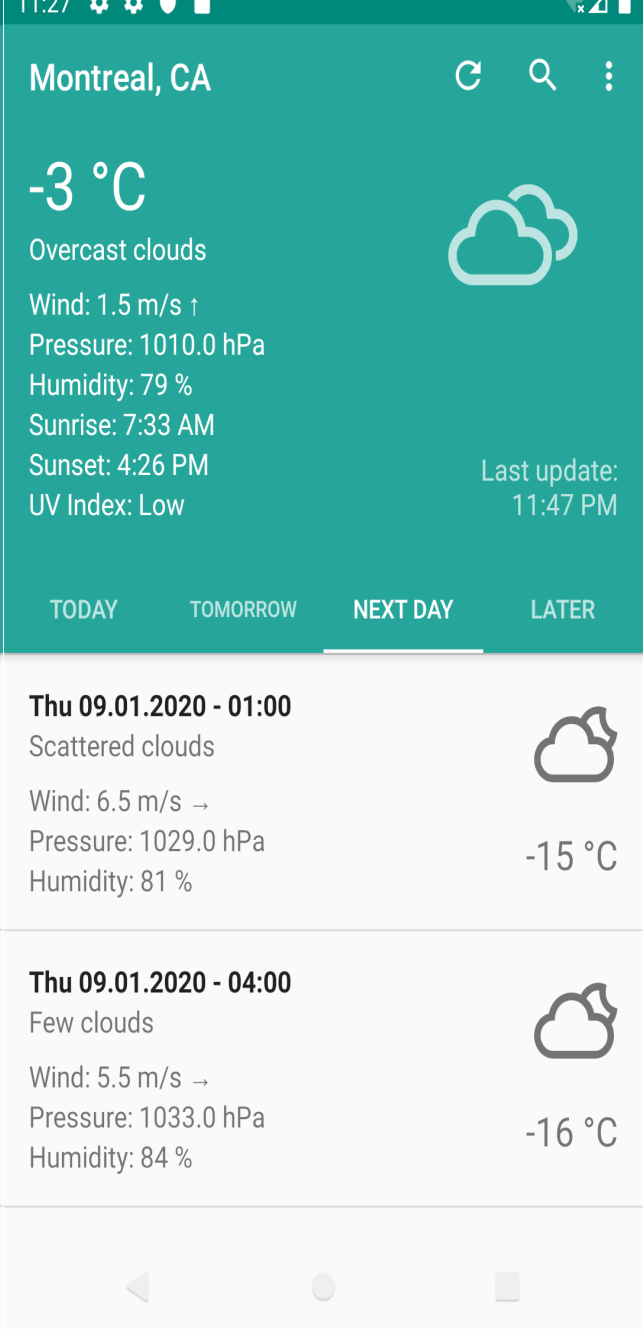 11:27
Montreal, CA
-3 °C
Overcast clouds
Wind: 1.5 m/s ↑
Pressure: 1010.0 hPa
Humidity: 79 %
Sunrise: 7:33 AM
Sunset: 4:26 PM
UV Index: Low
Last update:
11:47 PM
TODAY TOMORROW NEXT DAY LATER
Thu 09.01.2020 - 01:00
Scattered clouds
Wind: 6.5 m/s →
Pressure: 1029.0 hPa
Humidity: 81 %
-15 °C
Thu 09.01.2020 - 04:00
Few clouds
Wind: 5.5 m/s →
Pressure: 1033.0 hPa
Humidity: 84 %
-16 °C